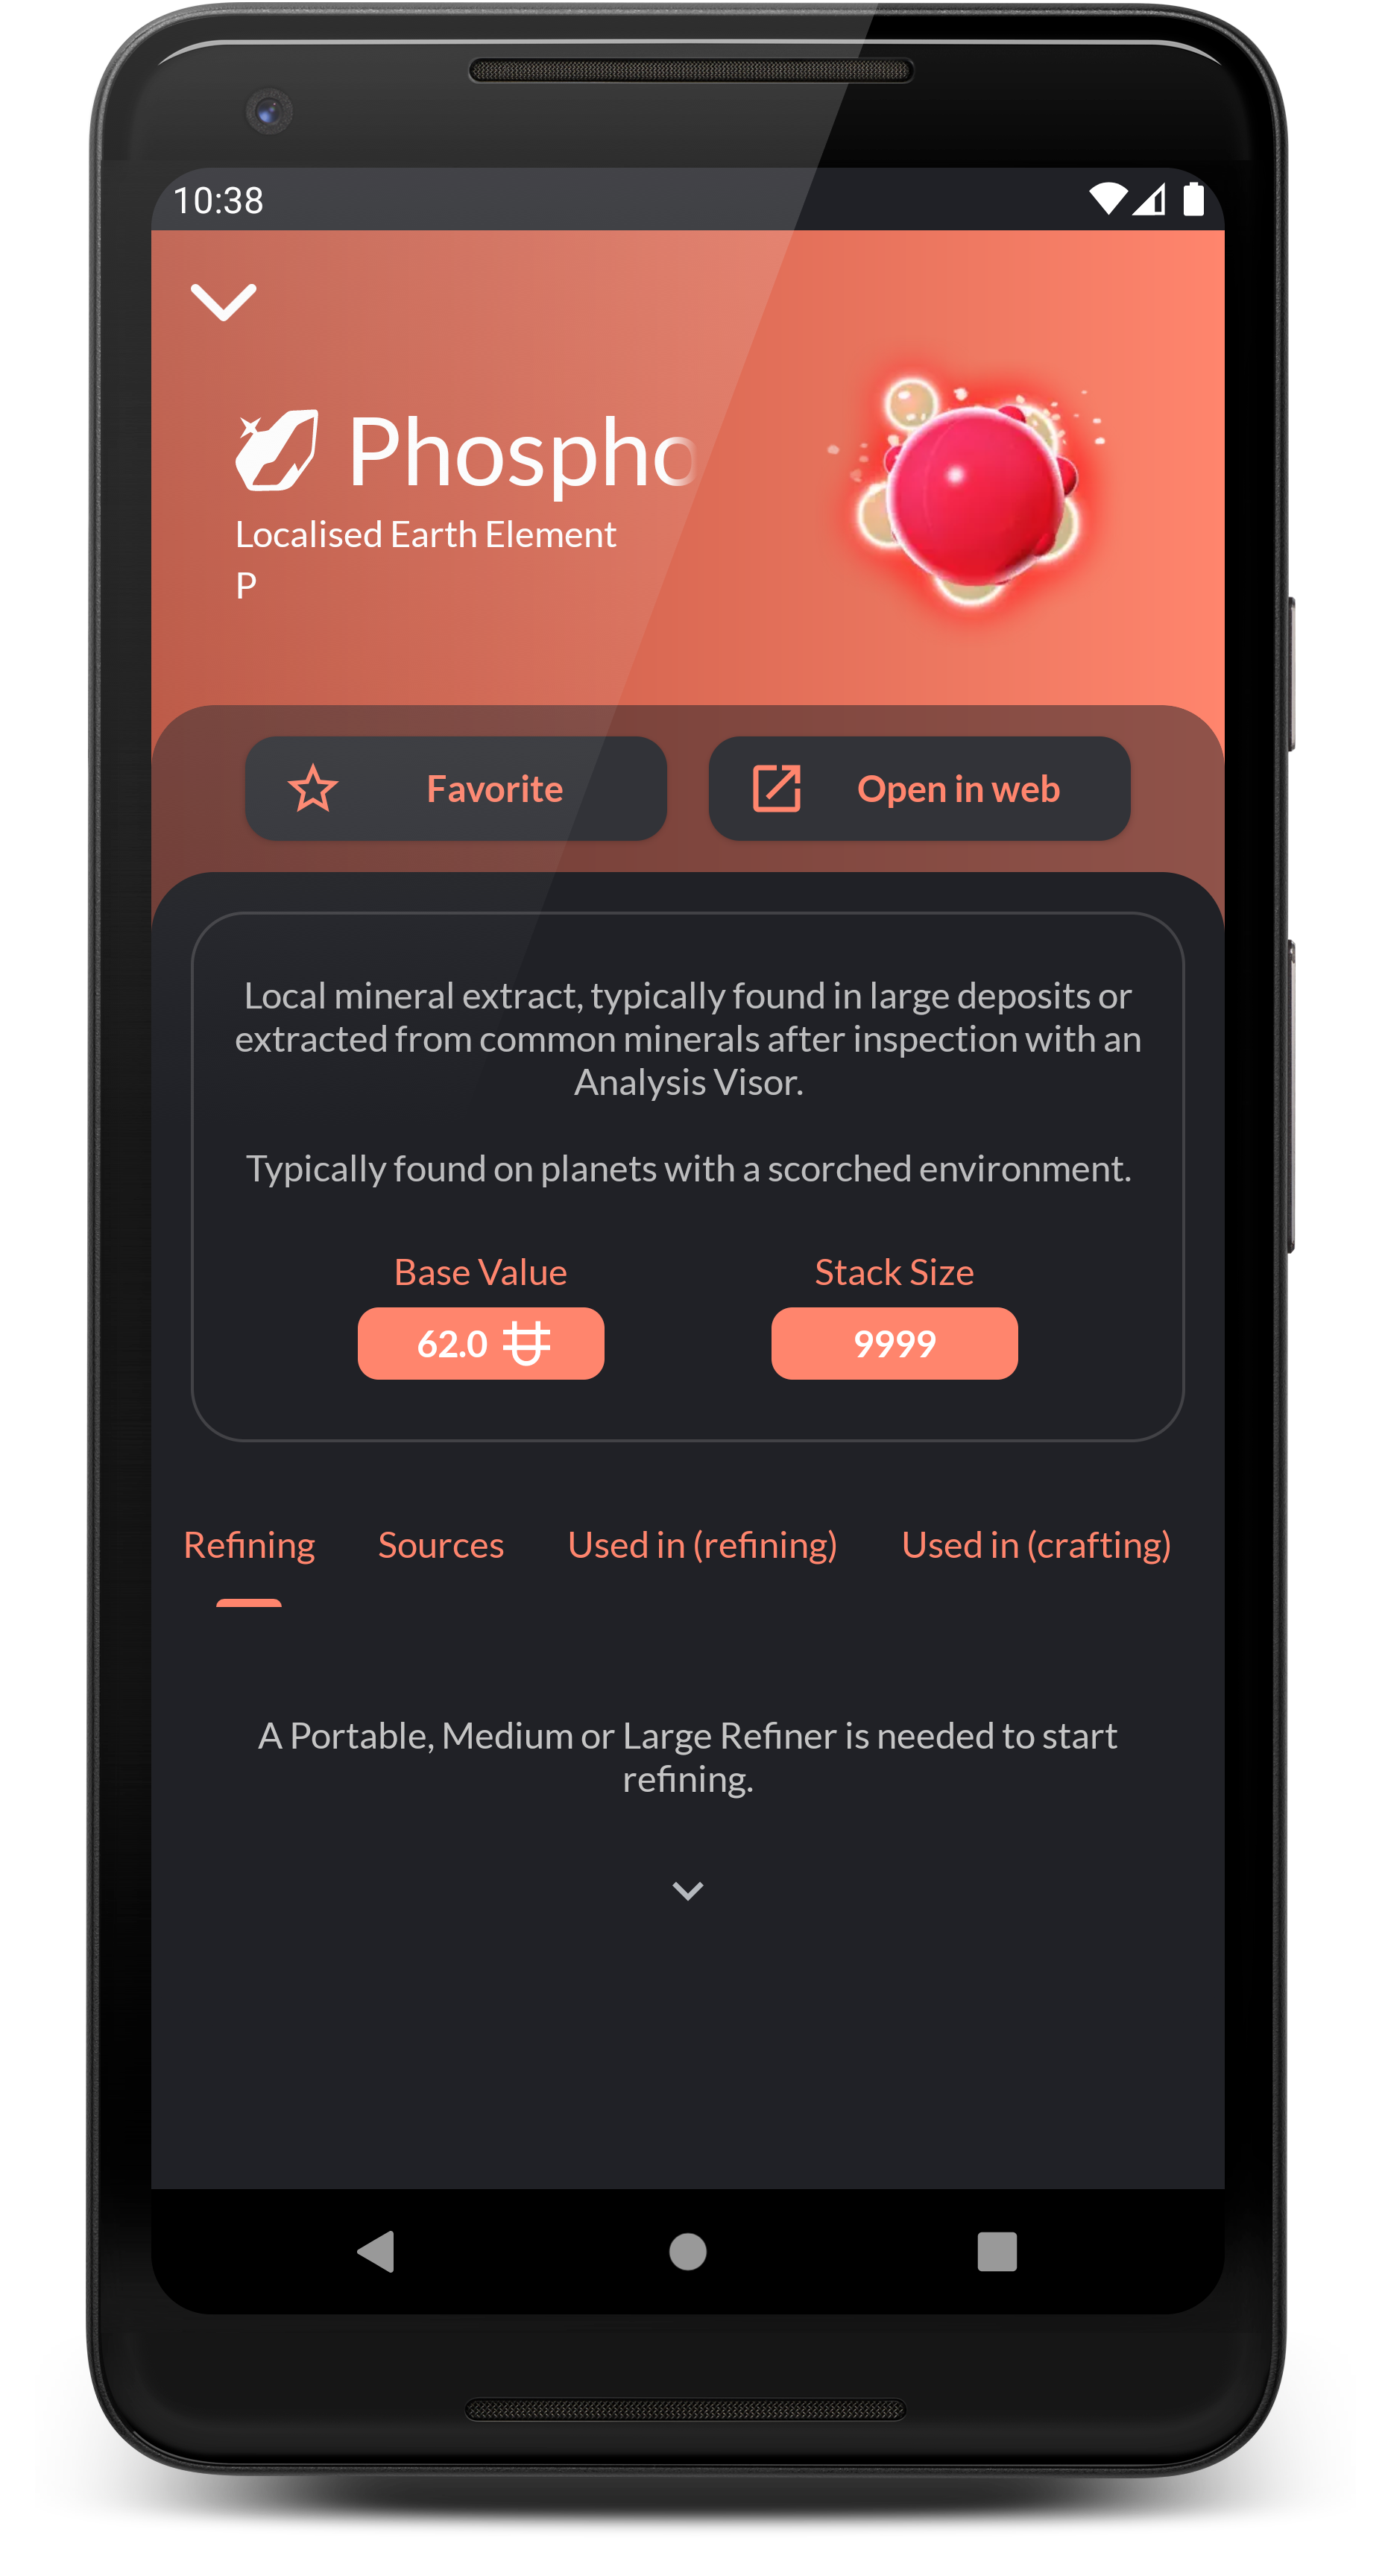 10:38
Phospho
Localised Earth Element
P
Favorite
Open in web
Local mineral extract, typically found in large deposits or
extracted from common minerals after inspection with an
Analysis Visor.
Typically found on planets with a scorched environment.
Base Value
Stack Size
62.0
9999
Refining
Sources
Used in (refining)
Used in (crafting)
A Portable, Medium or Large Refiner is needed to start
refining.